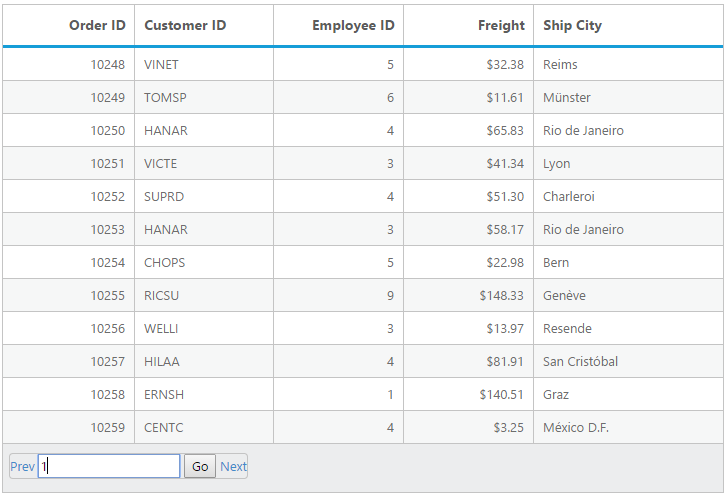 Order ID Customer ID Employee ID Freight Ship City
10248 VINET 5 $32.38 Reims
10249 TOMSP 6 $11.61 Münster
10250 HANAR 4 $65.83 Rio de Janeiro
10251 VICTE 3 $41.34 Lyon
10252 SUPRD 4 $51.30 Charleroi
10253 HANAR 3 $58.17 Rio de Janeiro
10254 CHOPS 5 $22.98 Bern
10255 RICSU 9 $148.33 Genève
10256 WELLI 3 $13.97 Resende
10257 HILAA 4 $81.91 San Cristóbal
10258 ERNSH 1 $140.51 Graz
10259 CENTC 4 $3.25 México D.F.
Prev 1 Go Next